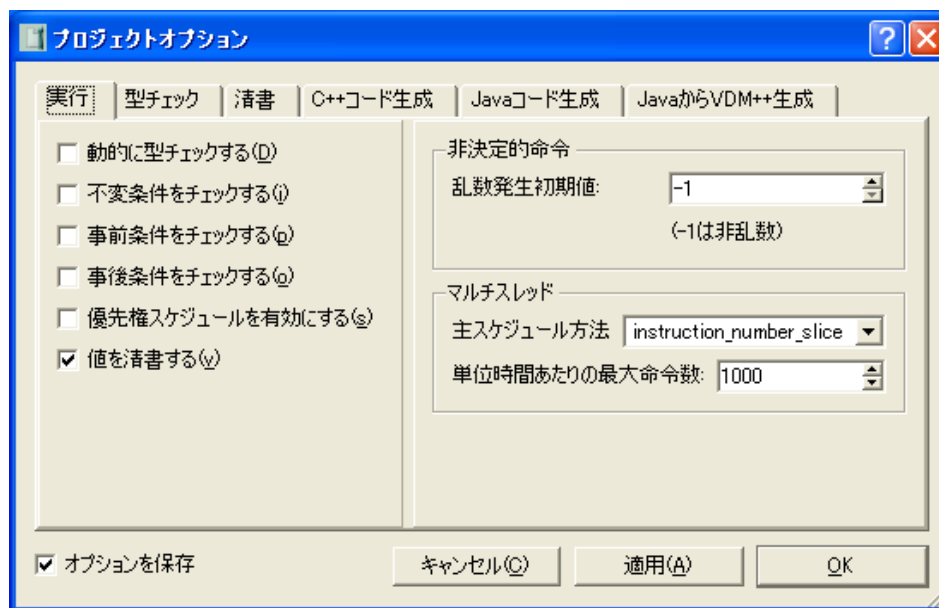 プロジェクトオプション
実行 型チェック 清書 C++コード生成 Javaコード生成 JavaからVDM++生成
動的に型チェックする(D)
不変条件をチェックする(i)
事前条件をチェックする(p)
事後条件をチェックする(o)
優先権スケジュールを有効にする(s)
値を清書する(v)
非決定的命令
乱数発生初期値: -1
(-1は非乱数)
マルチスレッド
主スケジュール方法 instruction_number_slice
単位時間あたりの最大命令数: 1000
オプションを保存 キャンセル(C) 適用(A) OK